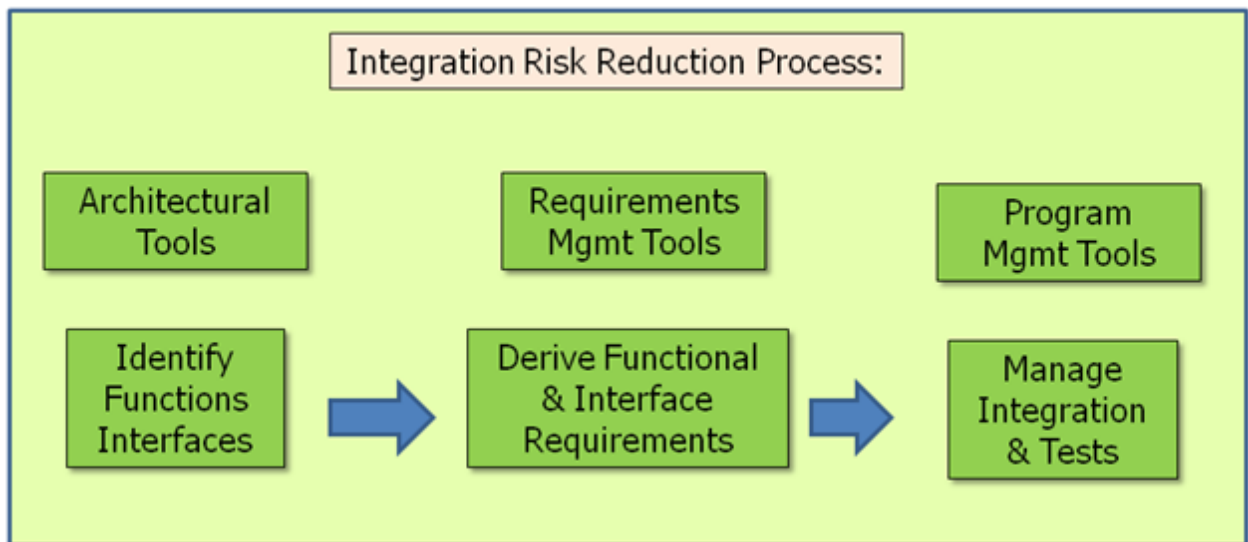 Integration Risk Reduction Process:
Architectural
Tools
Requirements
Mgmt Tools
Program
Mgmt Tools
Identify
Functions
Interfaces
Derive Functional
& Interface
Requirements
Manage
Integration
& Tests